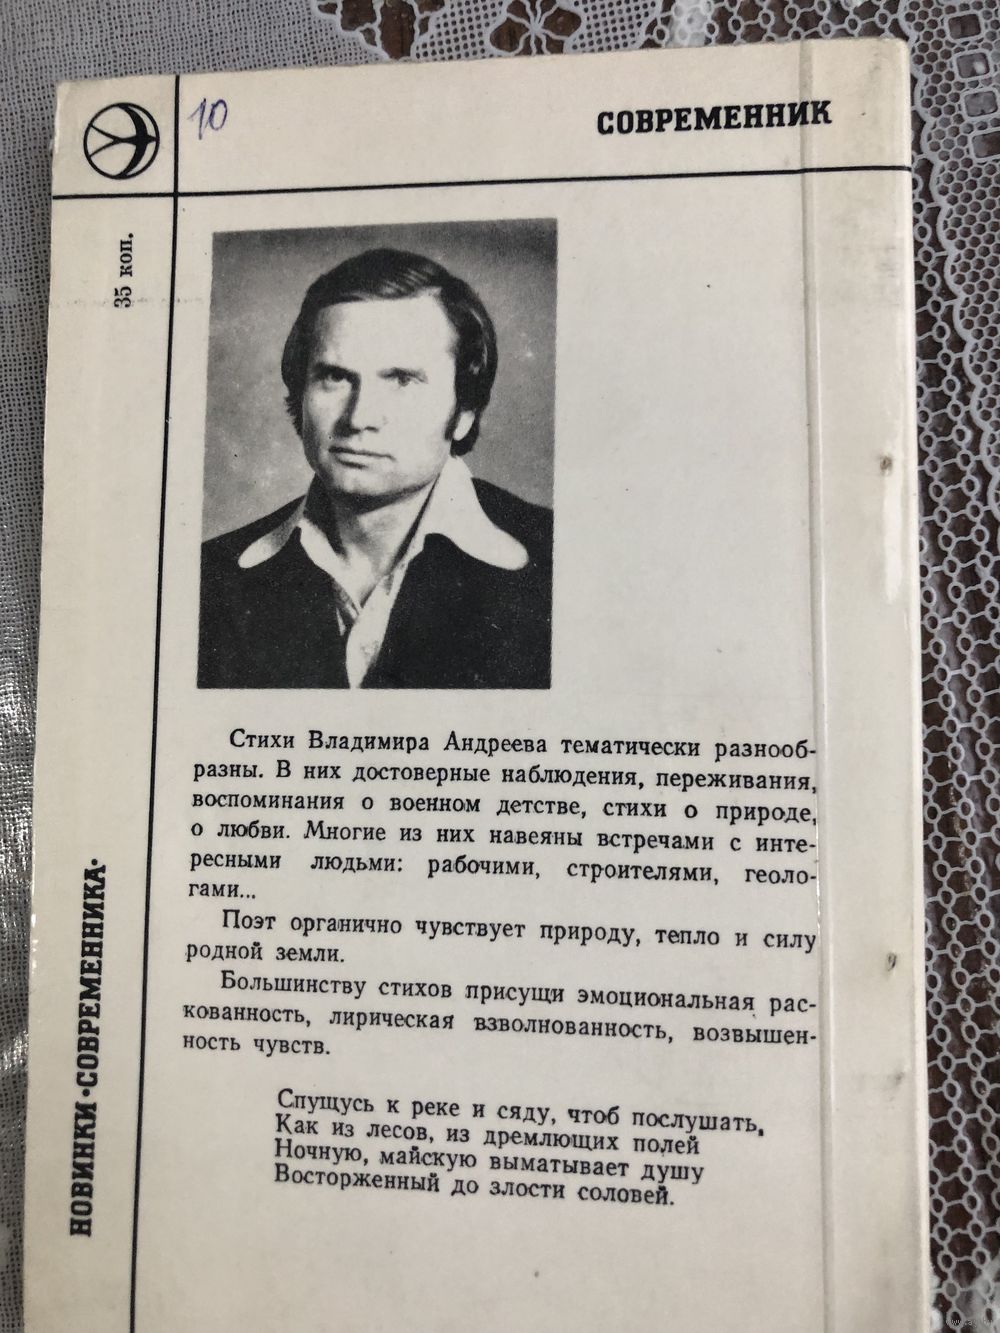 10
СОВРЕМЕННИК
35 коп.
Стихи Владимира Андреева тематически разнооб-
разны. В них достоверные наблюдения, переживания,
воспоминания о военном детстве, стихи о природе,
о любви. Многие из них навеяны встречами с инте-
ресными людьми: рабочими, строителями, геоло-
гами...
Поэт органично чувствует природу, тепло и силу
родной земли.
Большинству стихов присущи эмоциональная рас-
кованность, лирическая взволнованность, возвышен-
ность чувств.
Спущусь к реке и сяду, чтоб послушать,
Как из лесов, из дремлющих полей
Ночную, майскую выматывает душу
Восторженный до злости соловей.
НОВИНКИ •СОВРЕМЕННИКА•